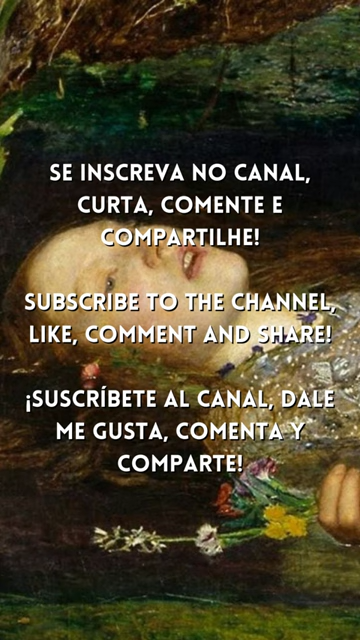 SE INSCREVA NO CANAL,
CURTA, COMENTE E
COMPARTILHE!
SUBSCRIBE TO THE CHANNEL,
LIKE, COMMENT AND SHARE!
¡SUSCRÍBETE AL CANAL, DALE
ME GUSTA, COMENTA Y
COMPARTE!